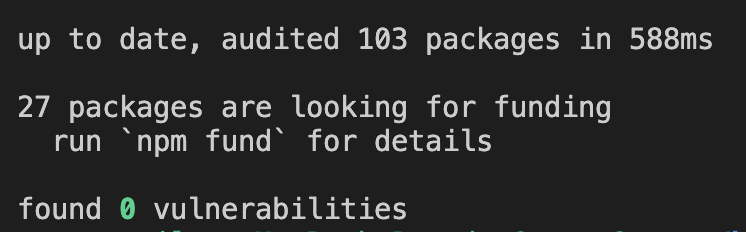 up to date, audited 103 packages in 588ms
27 packages are looking for funding
run `npm fund` for details
found 0 vulnerabilities